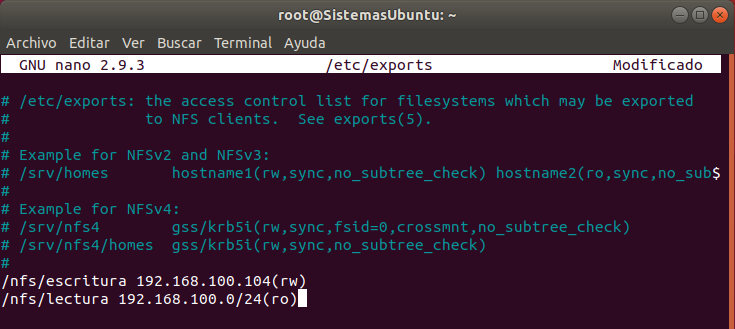 root@SistemasUbuntu: ~
Archivo Editar Ver Buscar Terminal Ayuda
GNU nano 2.9.3 /etc/exports Modificado
# /etc/exports: the access control list for filesystems which may be exported
# to NFS clients. See exports(5).
#
# Example for NFSv2 and NFSv3:
# /srv/homes hostname1(rw,sync,no_subtree_check) hostname2(ro,sync,no_sub$
#
# Example for NFSv4:
# /srv/nfs4 gss/krb5i(rw,sync,fsid=0,crossmnt,no_subtree_check)
# /srv/nfs4/homes gss/krb5i(rw,sync,no_subtree_check)
#
/nfs/escritura 192.168.100.104(rw)
/nfs/lectura 192.168.100.0/24(ro)